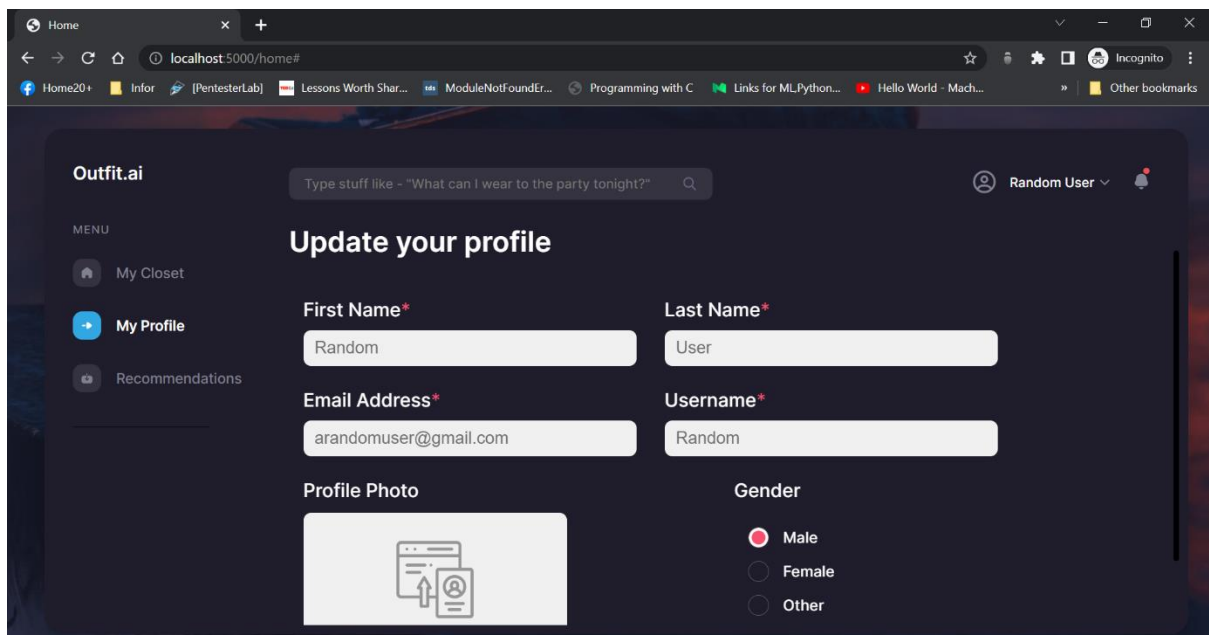 Home
localhost:5000/home#
Incognito
Home20+ Infor [PentesterLab] Lessons Worth Shar... ModuleNotFoundEr... Programming with C Links for ML,Python... Hello World - Mach... » Other bookmarks
Outfit.ai
Type stuff like - "What can I wear to the party tonight?"
Random User
MENU
My Closet
My Profile
Recommendations
Update your profile
First Name* Last Name*
Random User
Email Address* Username*
arandomuser@gmail.com Random
Profile Photo Gender
Male
Female
Other